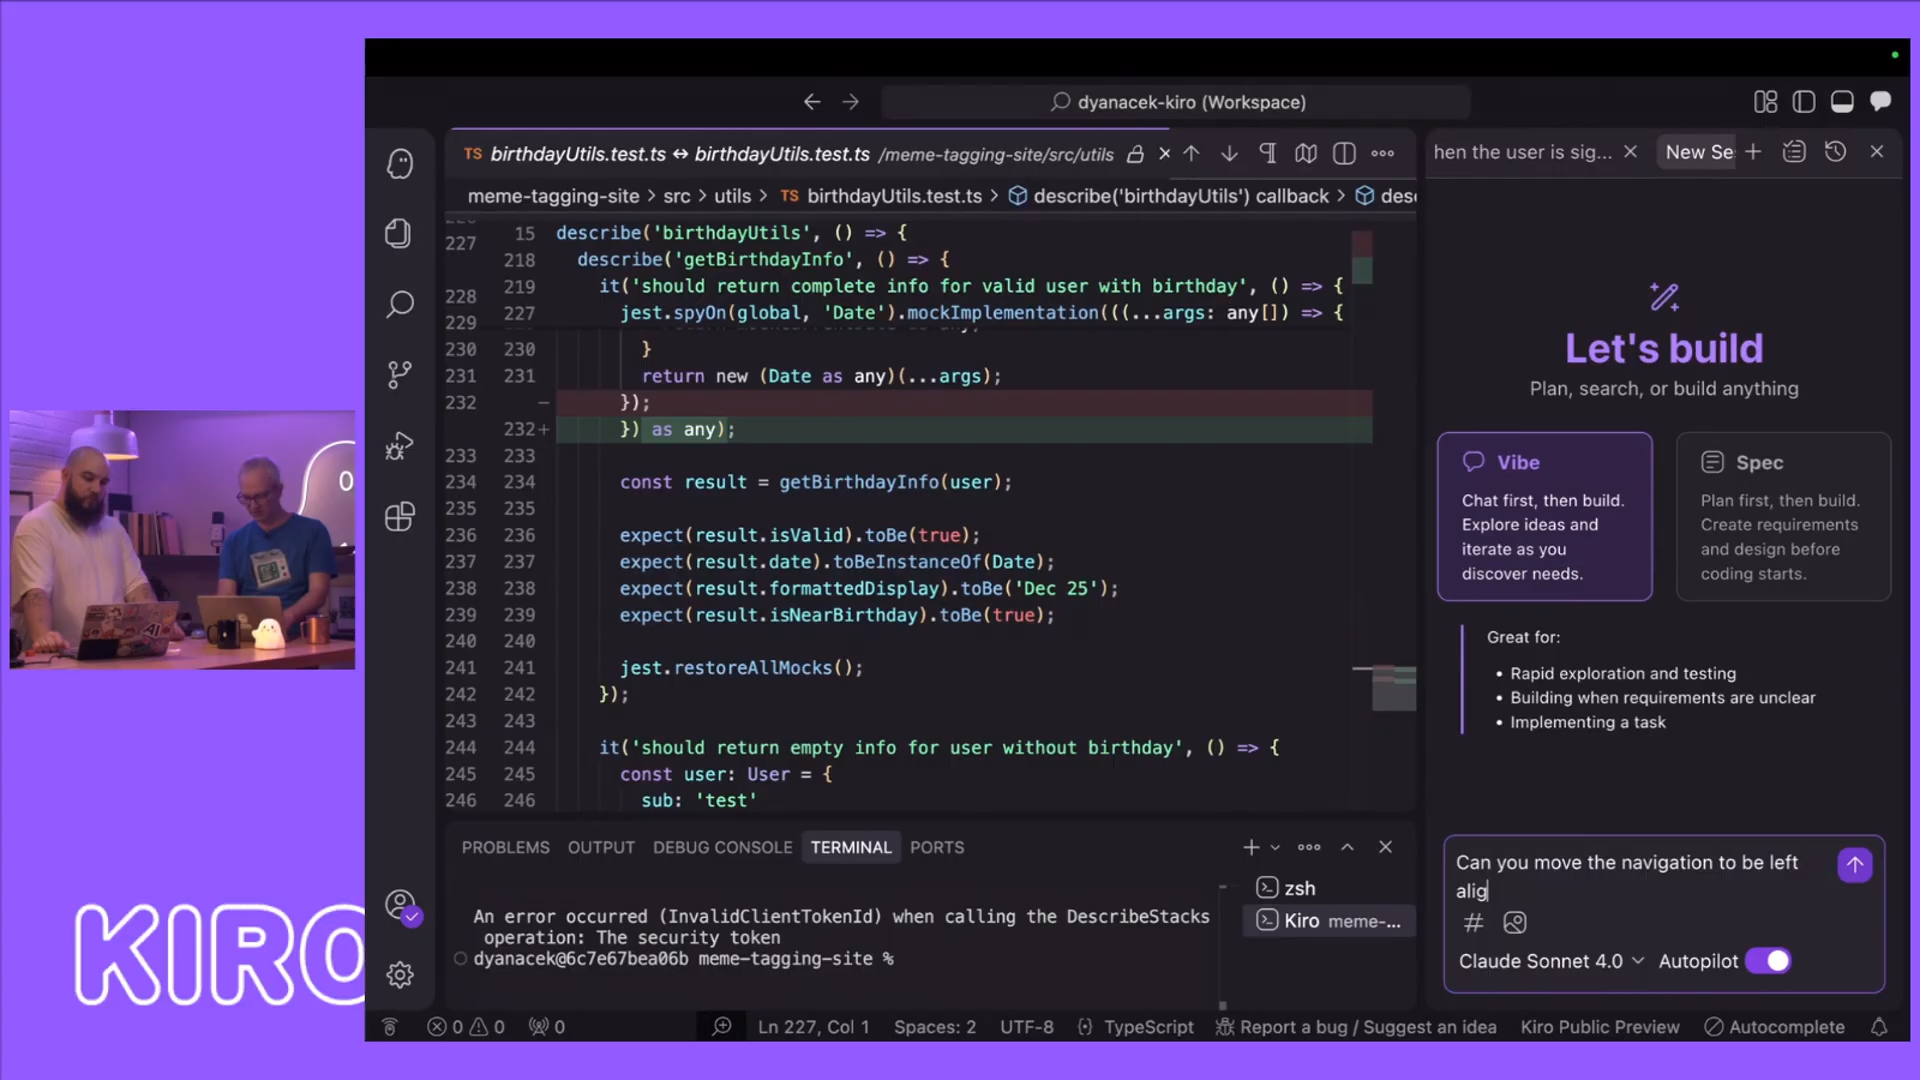 dyanacek-kiro (Workspace)
TS birthdayUtils.test.ts ↔ birthdayUtils.test.ts /meme-tagging-site/src/utils
meme-tagging-site > src > utils > TS birthdayUtils.test.ts > describe('birthdayUtils') callback > desc
227 15 describe('birthdayUtils', () => {
218 describe('getBirthdayInfo', () => {
228 219 it('should return complete info for valid user with birthday', () => {
229 227 jest.spyOn(global, 'Date').mockImplementation(((...args: any[]) => {
230 230 }
231 231 return new (Date as any)(...args);
232 − });
232+ }) as any);
233 233
234 234 const result = getBirthdayInfo(user);
235 235
236 236 expect(result.isValid).toBe(true);
237 237 expect(result.date).toBeInstanceOf(Date);
238 238 expect(result.formattedDisplay).toBe('Dec 25');
239 239 expect(result.isNearBirthday).toBe(true);
240 240
241 241 jest.restoreAllMocks();
242 242 });
243 243
244 244 it('should return empty info for user without birthday', () => {
245 245 const user: User = {
246 246 sub: 'test'
PROBLEMS OUTPUT DEBUG CONSOLE TERMINAL PORTS
An error occurred (InvalidClientTokenId) when calling the DescribeStacks
operation: The security token
dyanacek@6c7e67bea06b meme-tagging-site %
zsh
Kiro meme-...
hen the user is sig... New Se
Let's build
Plan, search, or build anything
Vibe
Chat first, then build.
Explore ideas and
iterate as you
discover needs.
Spec
Plan first, then build.
Create requirements
and design before
coding starts.
Great for:
• Rapid exploration and testing
• Building when requirements are unclear
• Implementing a task
Can you move the navigation to be left
alig
Claude Sonnet 4.0 Autopilot
0 0 0 Ln 227, Col 1 Spaces: 2 UTF-8 {} TypeScript Report a bug / Suggest an idea Kiro Public Preview Autocomplete
KIRO
AI